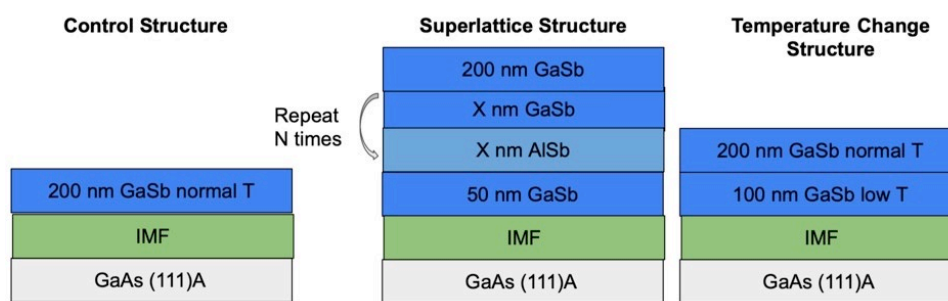 Control Structure
200 nm GaSb normal T
IMF
GaAs (111)A
Superlattice Structure
Repeat
N times
200 nm GaSb
X nm GaSb
X nm AlSb
50 nm GaSb
IMF
GaAs (111)A
Temperature Change
Structure
200 nm GaSb normal T
100 nm GaSb low T
IMF
GaAs (111)A